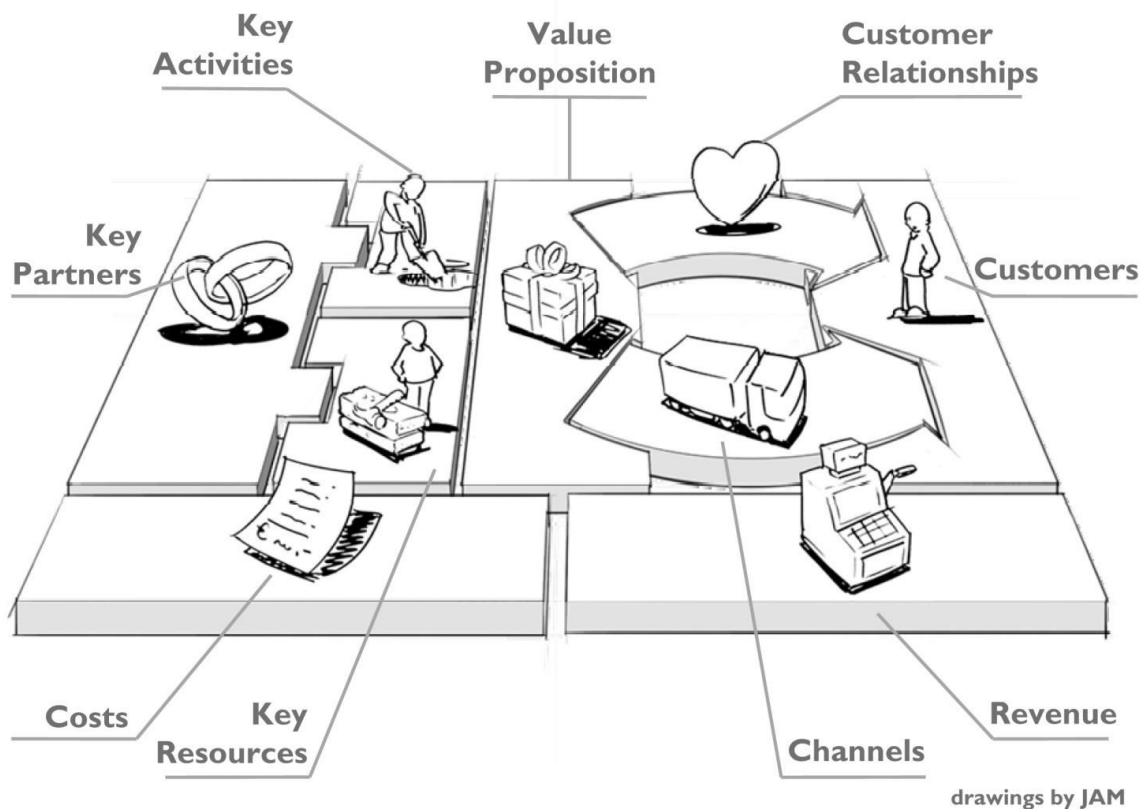 Key
Activities
Value
Proposition
Customer
Relationships
Key
Partners
Customers
Costs
Key
Resources
Channels
Revenue
drawings by JAM